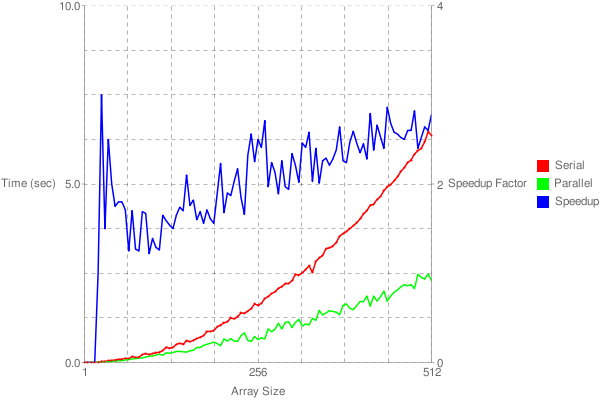 10.0
4
Time (sec)
5.0
2
Speedup Factor
Serial
Parallel
Speedup
0.0
0
1
256
512
Array Size